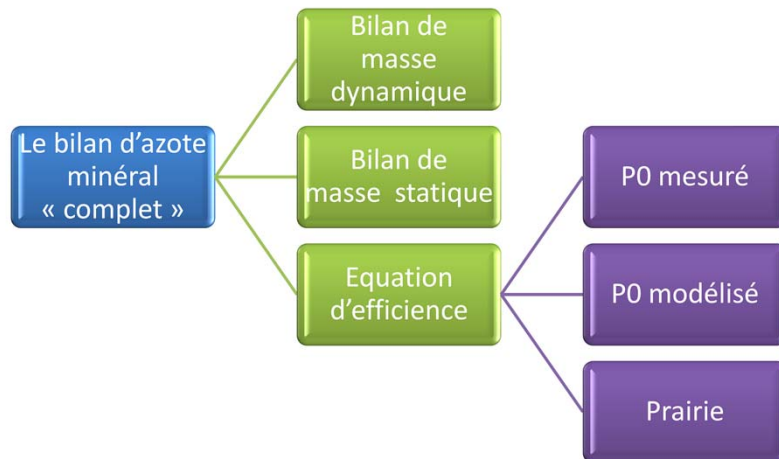 Le bilan d'azote
minéral
« complet »
Bilan de
masse
dynamique
Bilan de
masse statique
Equation
d'efficience
P0 mesuré
P0 modélisé
Prairie